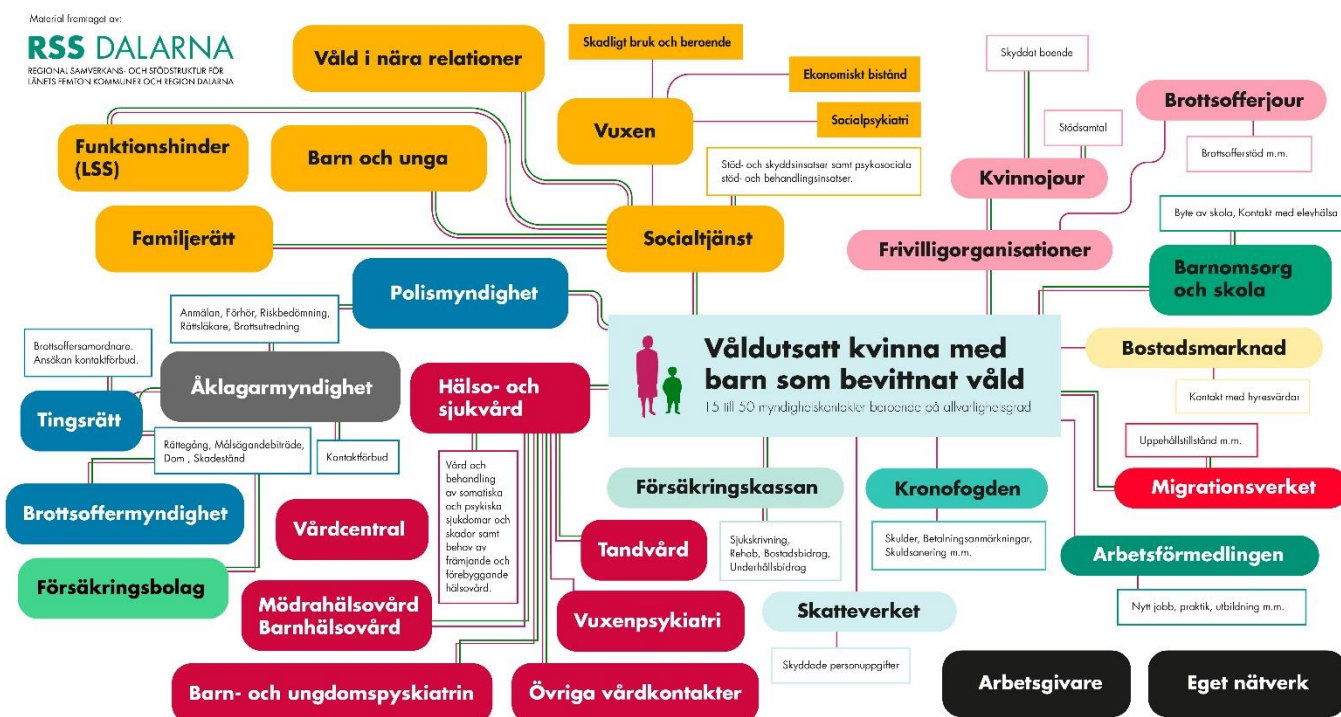 Material framtaget av:
RSS DALARNA
REGIONAL SAMVERKANS- OCH STÖDSTRUKTUR FÖR
LÄNETS FEMTON KOMMUNER OCH REGION DALARNA
Våld i nära relationer
Skadligt bruk och beroende
Ekonomiskt bistånd
Vuxen
Socialpsykiatri
Funktionshinder
(LSS)
Barn och unga
Stöd- och skyddsinsatser samt psykosociala
stöd- och behandlingsinsatser.
Familjerätt
Socialtjänst
Skyddat boende
Brottsofferjour
Stödsamtal
Brottsofferstöd m.m.
Kvinnojour
Byte av skola, Kontakt med elevhälsa
Frivilligorganisationer
Barnomsorg
och skola
Polismyndighet
Anmälan, Förhör, Riskbedömning,
Rättsläkare, Brottsutredning
Brottsoffersamordnare.
Ansökan kontaktförbud.
Åklagarmyndighet
Tingsrätt
Rättegång, Målsägandebiträde,
Dom , Skadestånd
Kontaktförbud
Brottsoffermyndighet
Försäkringsbolag
Våldutsatt kvinna med
barn som bevittnat våld
15 till 50 myndighetskontakter beroende på allvarlighetsgrad
Bostadsmarknad
Kontakt med hyresvärdar
Uppehållstillstånd m.m.
Migrationsverket
Hälso- och
sjukvård
Vård och
behandling
av somatiska
och psykiska
sjukdomar och
skador samt
behov av
främjande och
förebyggande
hälsovård.
Vårdcentral
Tandvård
Mödrahälsovård
Barnhälsovård
Vuxenpsykiatri
Barn- och ungdomspyskiatrin
Övriga vårdkontakter
Försäkringskassan
Sjukskrivning,
Rehab, Bostadsbidrag,
Underhållsbidrag
Kronofogden
Skulder, Betalningsanmärkningar,
Skuldsanering m.m.
Skatteverket
Skyddade personuppgifter
Arbetsförmedlingen
Nytt jobb, praktik, utbildning m.m.
Arbetsgivare
Eget nätverk